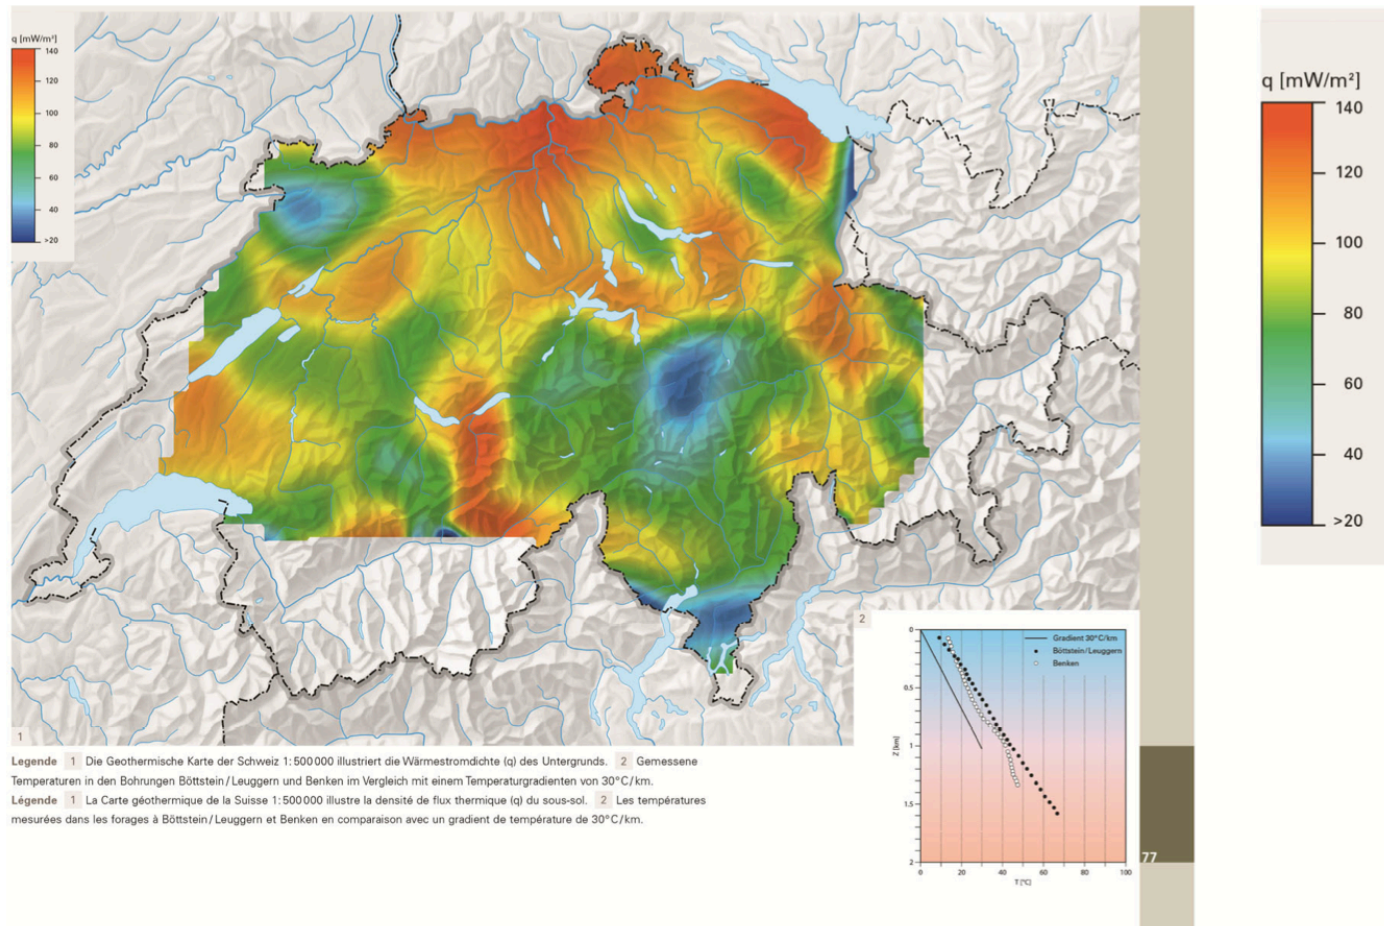 q [mW/m²]
140
120
100
80
60
40
>20
1
q [mW/m²]
140
120
100
80
60
40
>20
2
0
0.5
1
1.5
2
Z [km]
Gradient 30°C/km
Böttstein/Leuggern
Benken
0 20 40 60 80 100
T [°C]
77
Legende 1 Die Geothermische Karte der Schweiz 1:500 000 illustriert die Wärmestromdichte (q) des Untergrunds. 2 Gemessene
Temperaturen in den Bohrungen Böttstein/Leuggern und Benken im Vergleich mit einem Temperaturgradienten von 30°C/km.
Légende 1 La Carte géothermique de la Suisse 1:500 000 illustre la densité de flux thermique (q) du sous-sol. 2 Les températures
mesurées dans les forages à Böttstein/Leuggern et Benken en comparaison avec un gradient de température de 30°C/km.